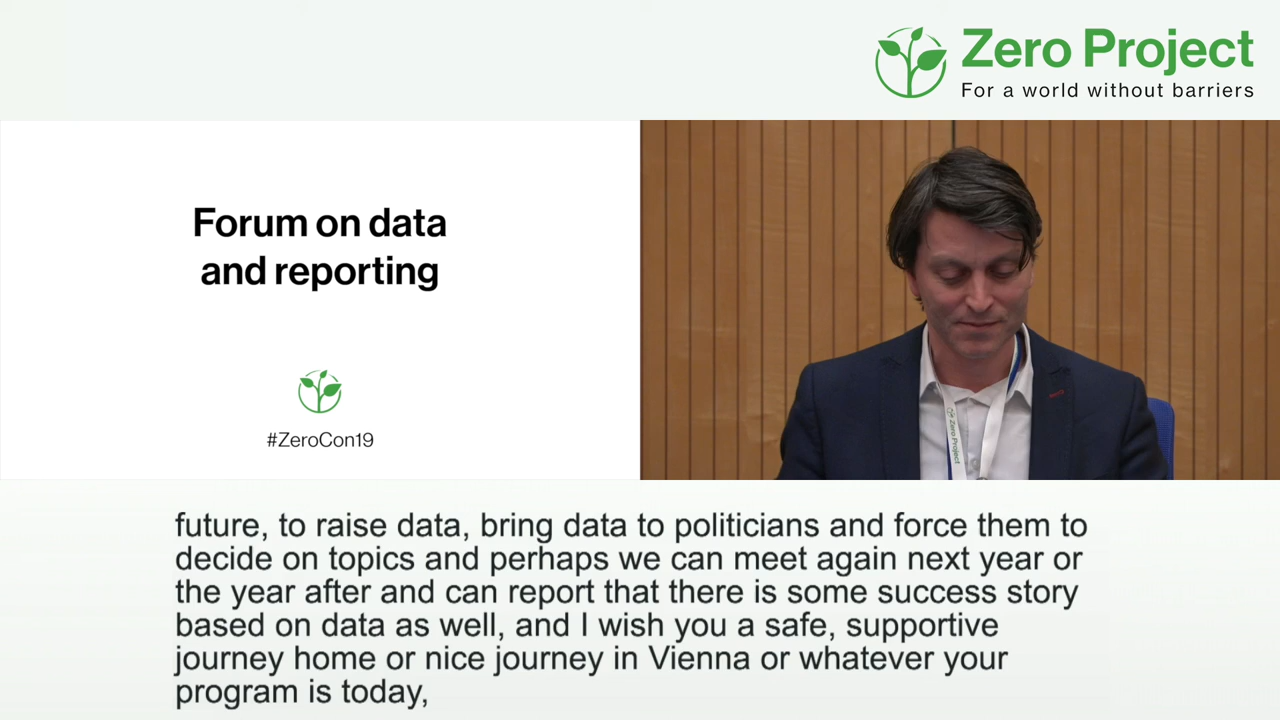 Zero Project
For a world without barriers
Forum on data
and reporting
#ZeroCon19
Zero Project
future, to raise data, bring data to politicians and force them to
decide on topics and perhaps we can meet again next year or
the year after and can report that there is some success story
based on data as well, and I wish you a safe, supportive
journey home or nice journey in Vienna or whatever your
program is today,